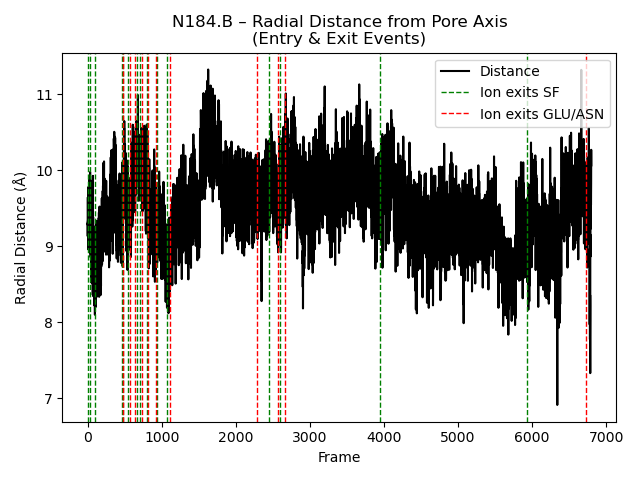 N184.B – Radial Distance from Pore Axis
(Entry & Exit Events)
Distance
Ion exits SF
Ion exits GLU/ASN
Radial Distance (Å)
11
10
9
8
7
0 1000 2000 3000 4000 5000 6000 7000
Frame